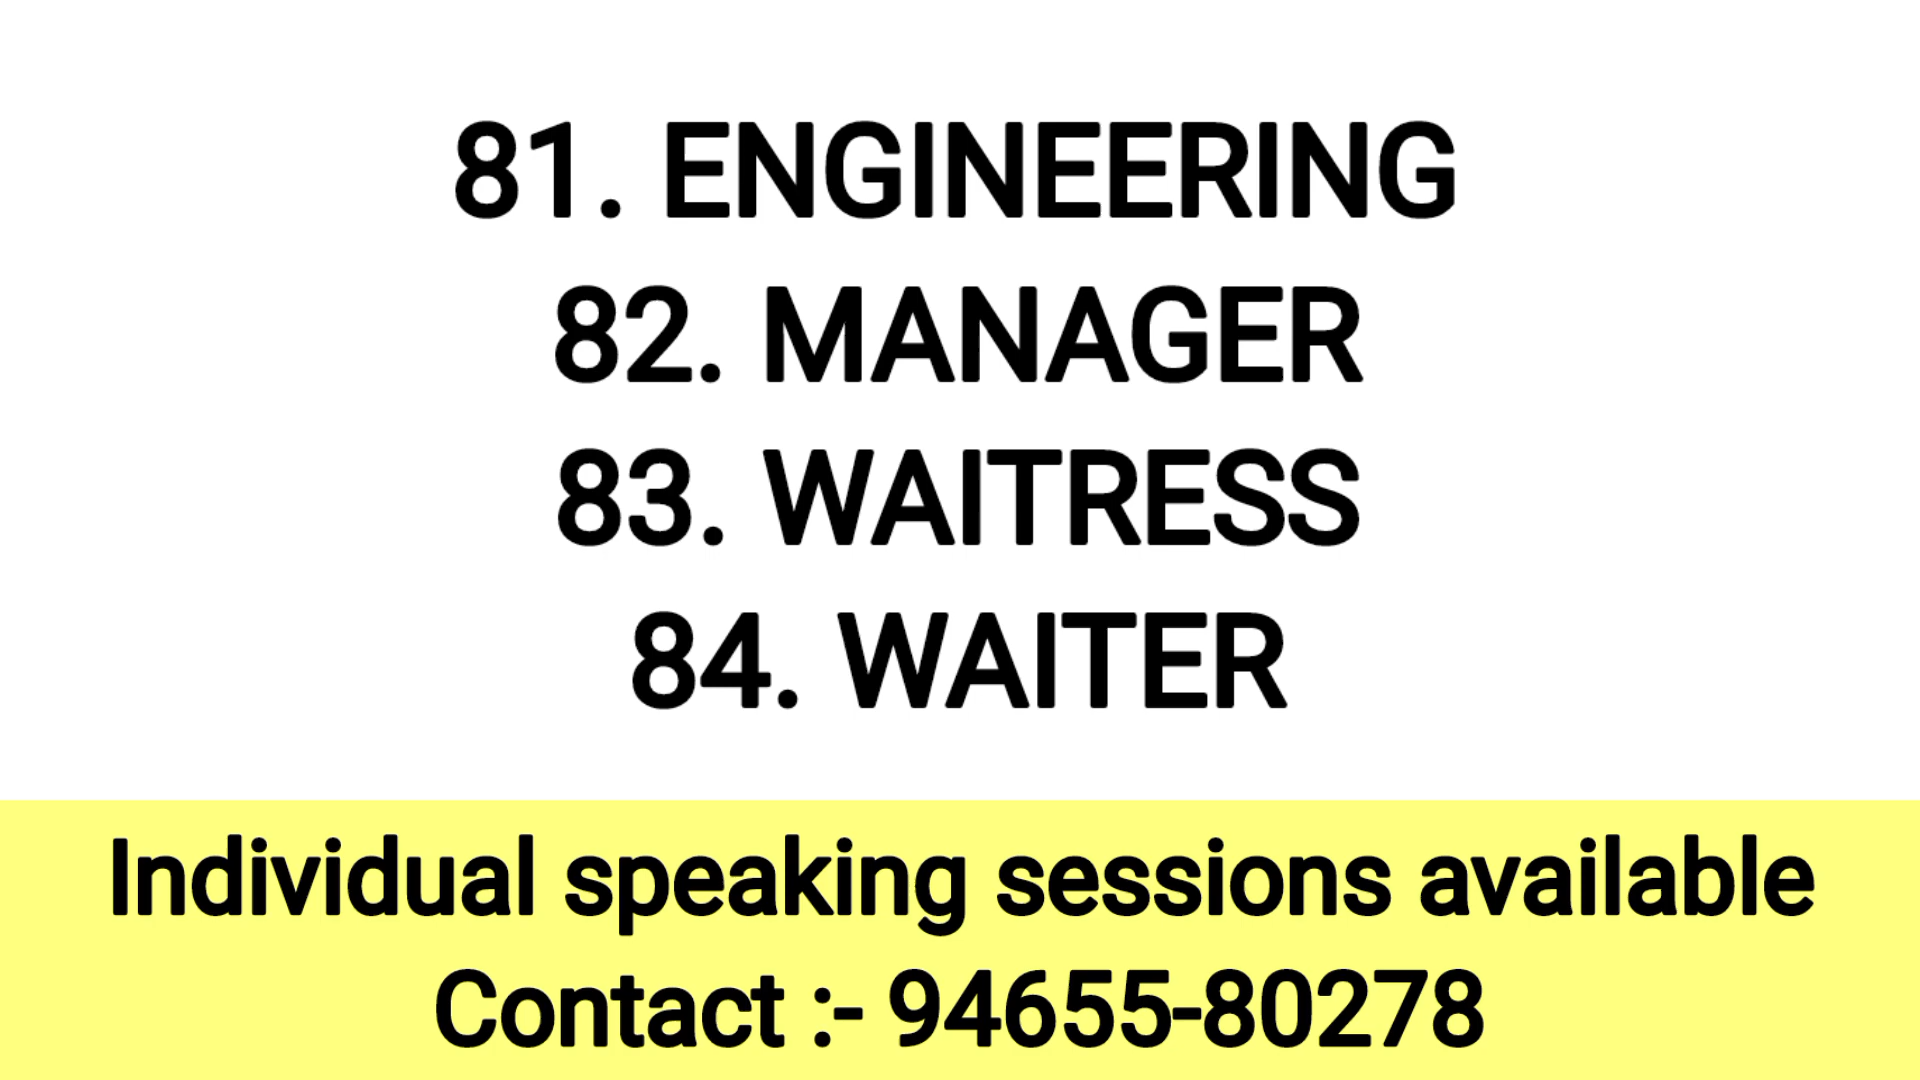 81. ENGINEERING
82. MANAGER
83. WAITRESS
84. WAITER
Individual speaking sessions available
Contact :- 94655-80278